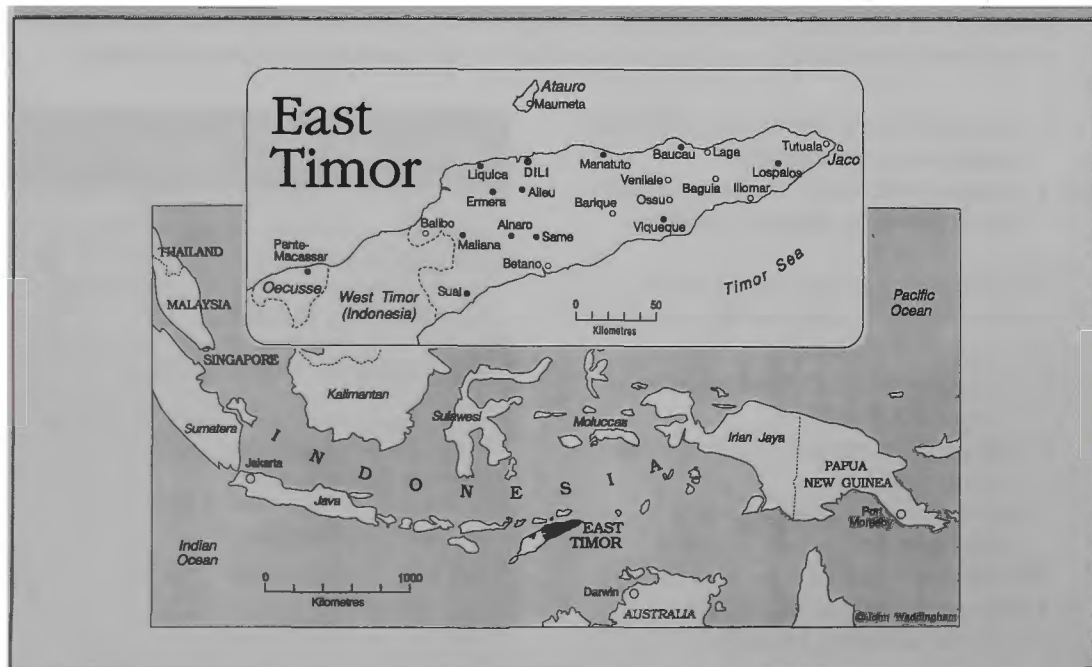 East
Timor
Atauro
Maumeta
Liquica
DILI
Manatuto
Baucau
Laga
Tutuala
Jaco
Ermera
Aileu
Venilale
Baguia
Lospalos
Iliomar
Barique
Ossu
Balibo
Maliana
Ainaro
Same
Viqueque
Pante-
Macassar
Betano
Oecusse
West Timor
(Indonesia)
Suai
Timor Sea
0 50
Kilometres
THAILAND
MALAYSIA
SINGAPORE
Pacific
Ocean
Kalimantan
Sumatera
Sulawesi
Moluccas
Irian Jaya
INDONESIA
Jakarta
Java
PAPUA
NEW GUINEA
Port
Moresby
EAST
TIMOR
Indian
Ocean
0 1000
Kilometres
Darwin
AUSTRALIA
©John Waddingham